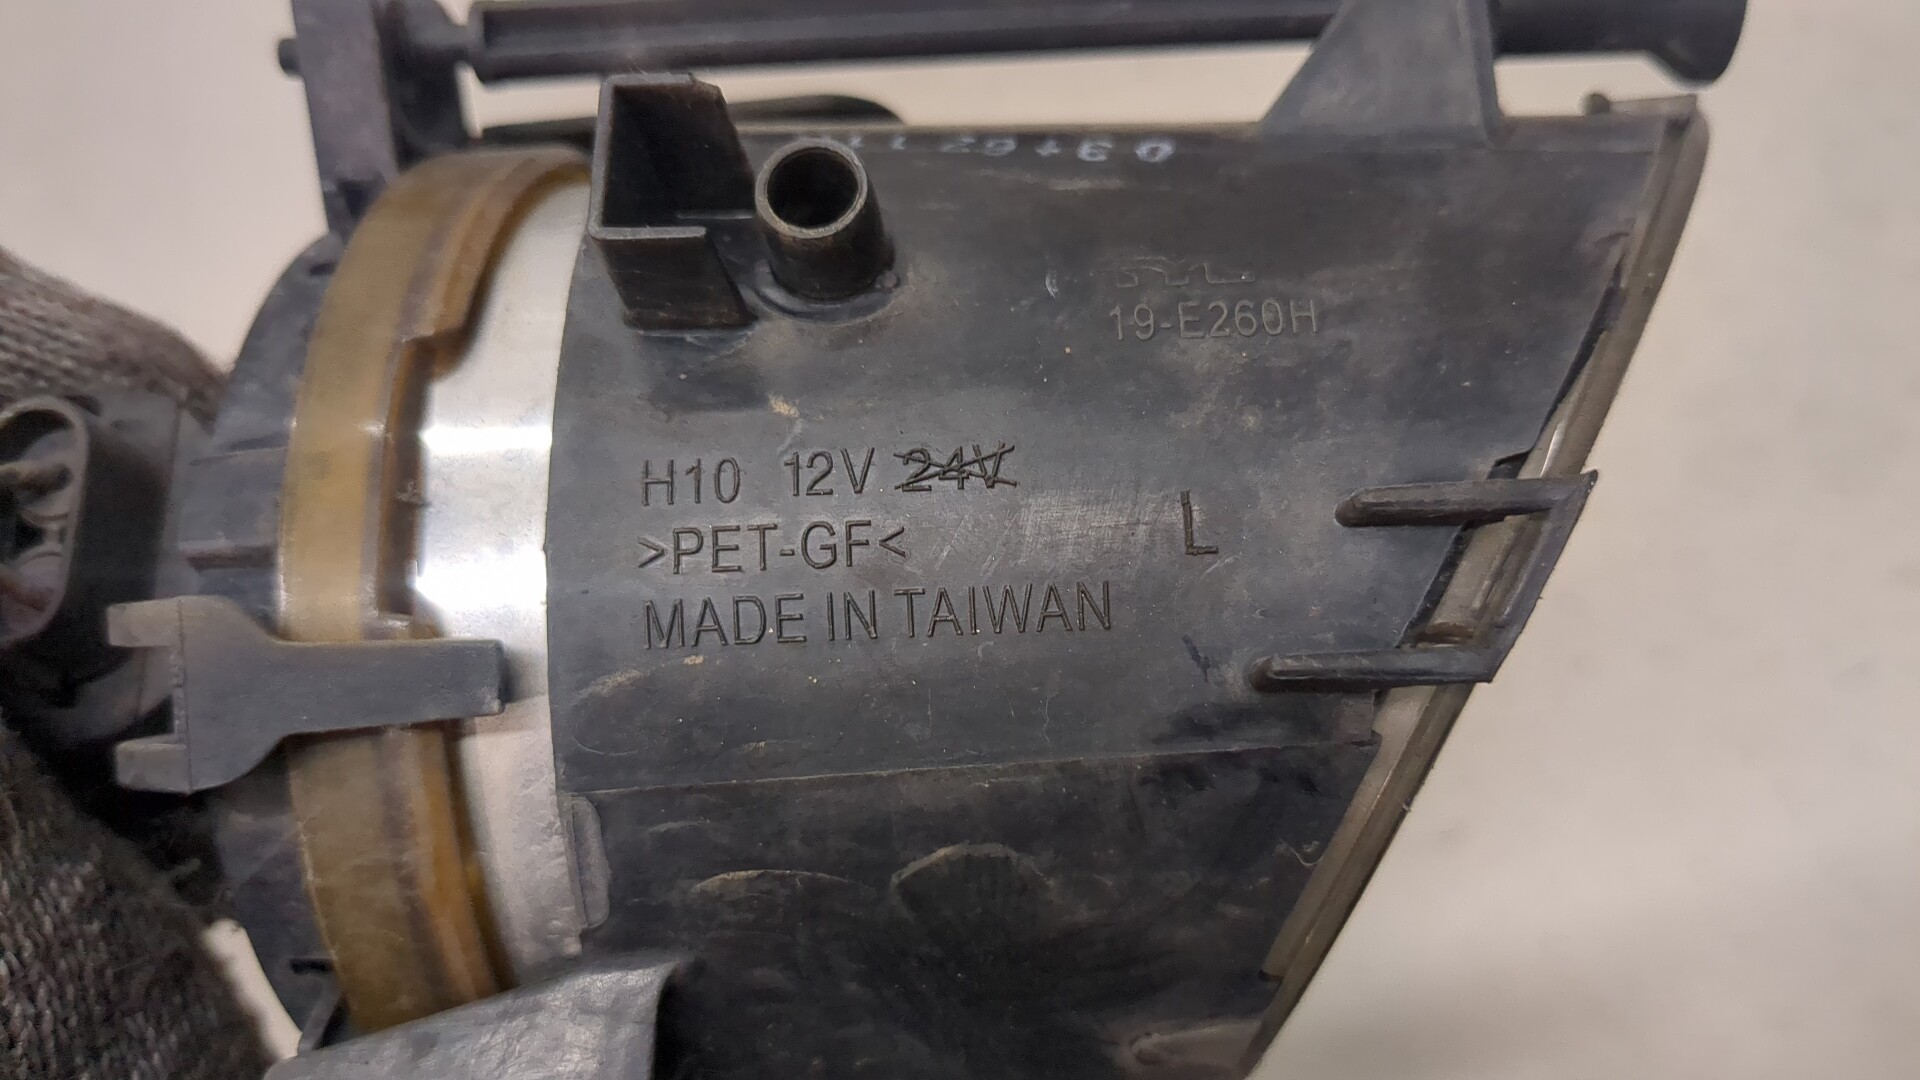 19-E260H
H10 12V 24V
>PET-GF<
L
MADE IN TAIWAN